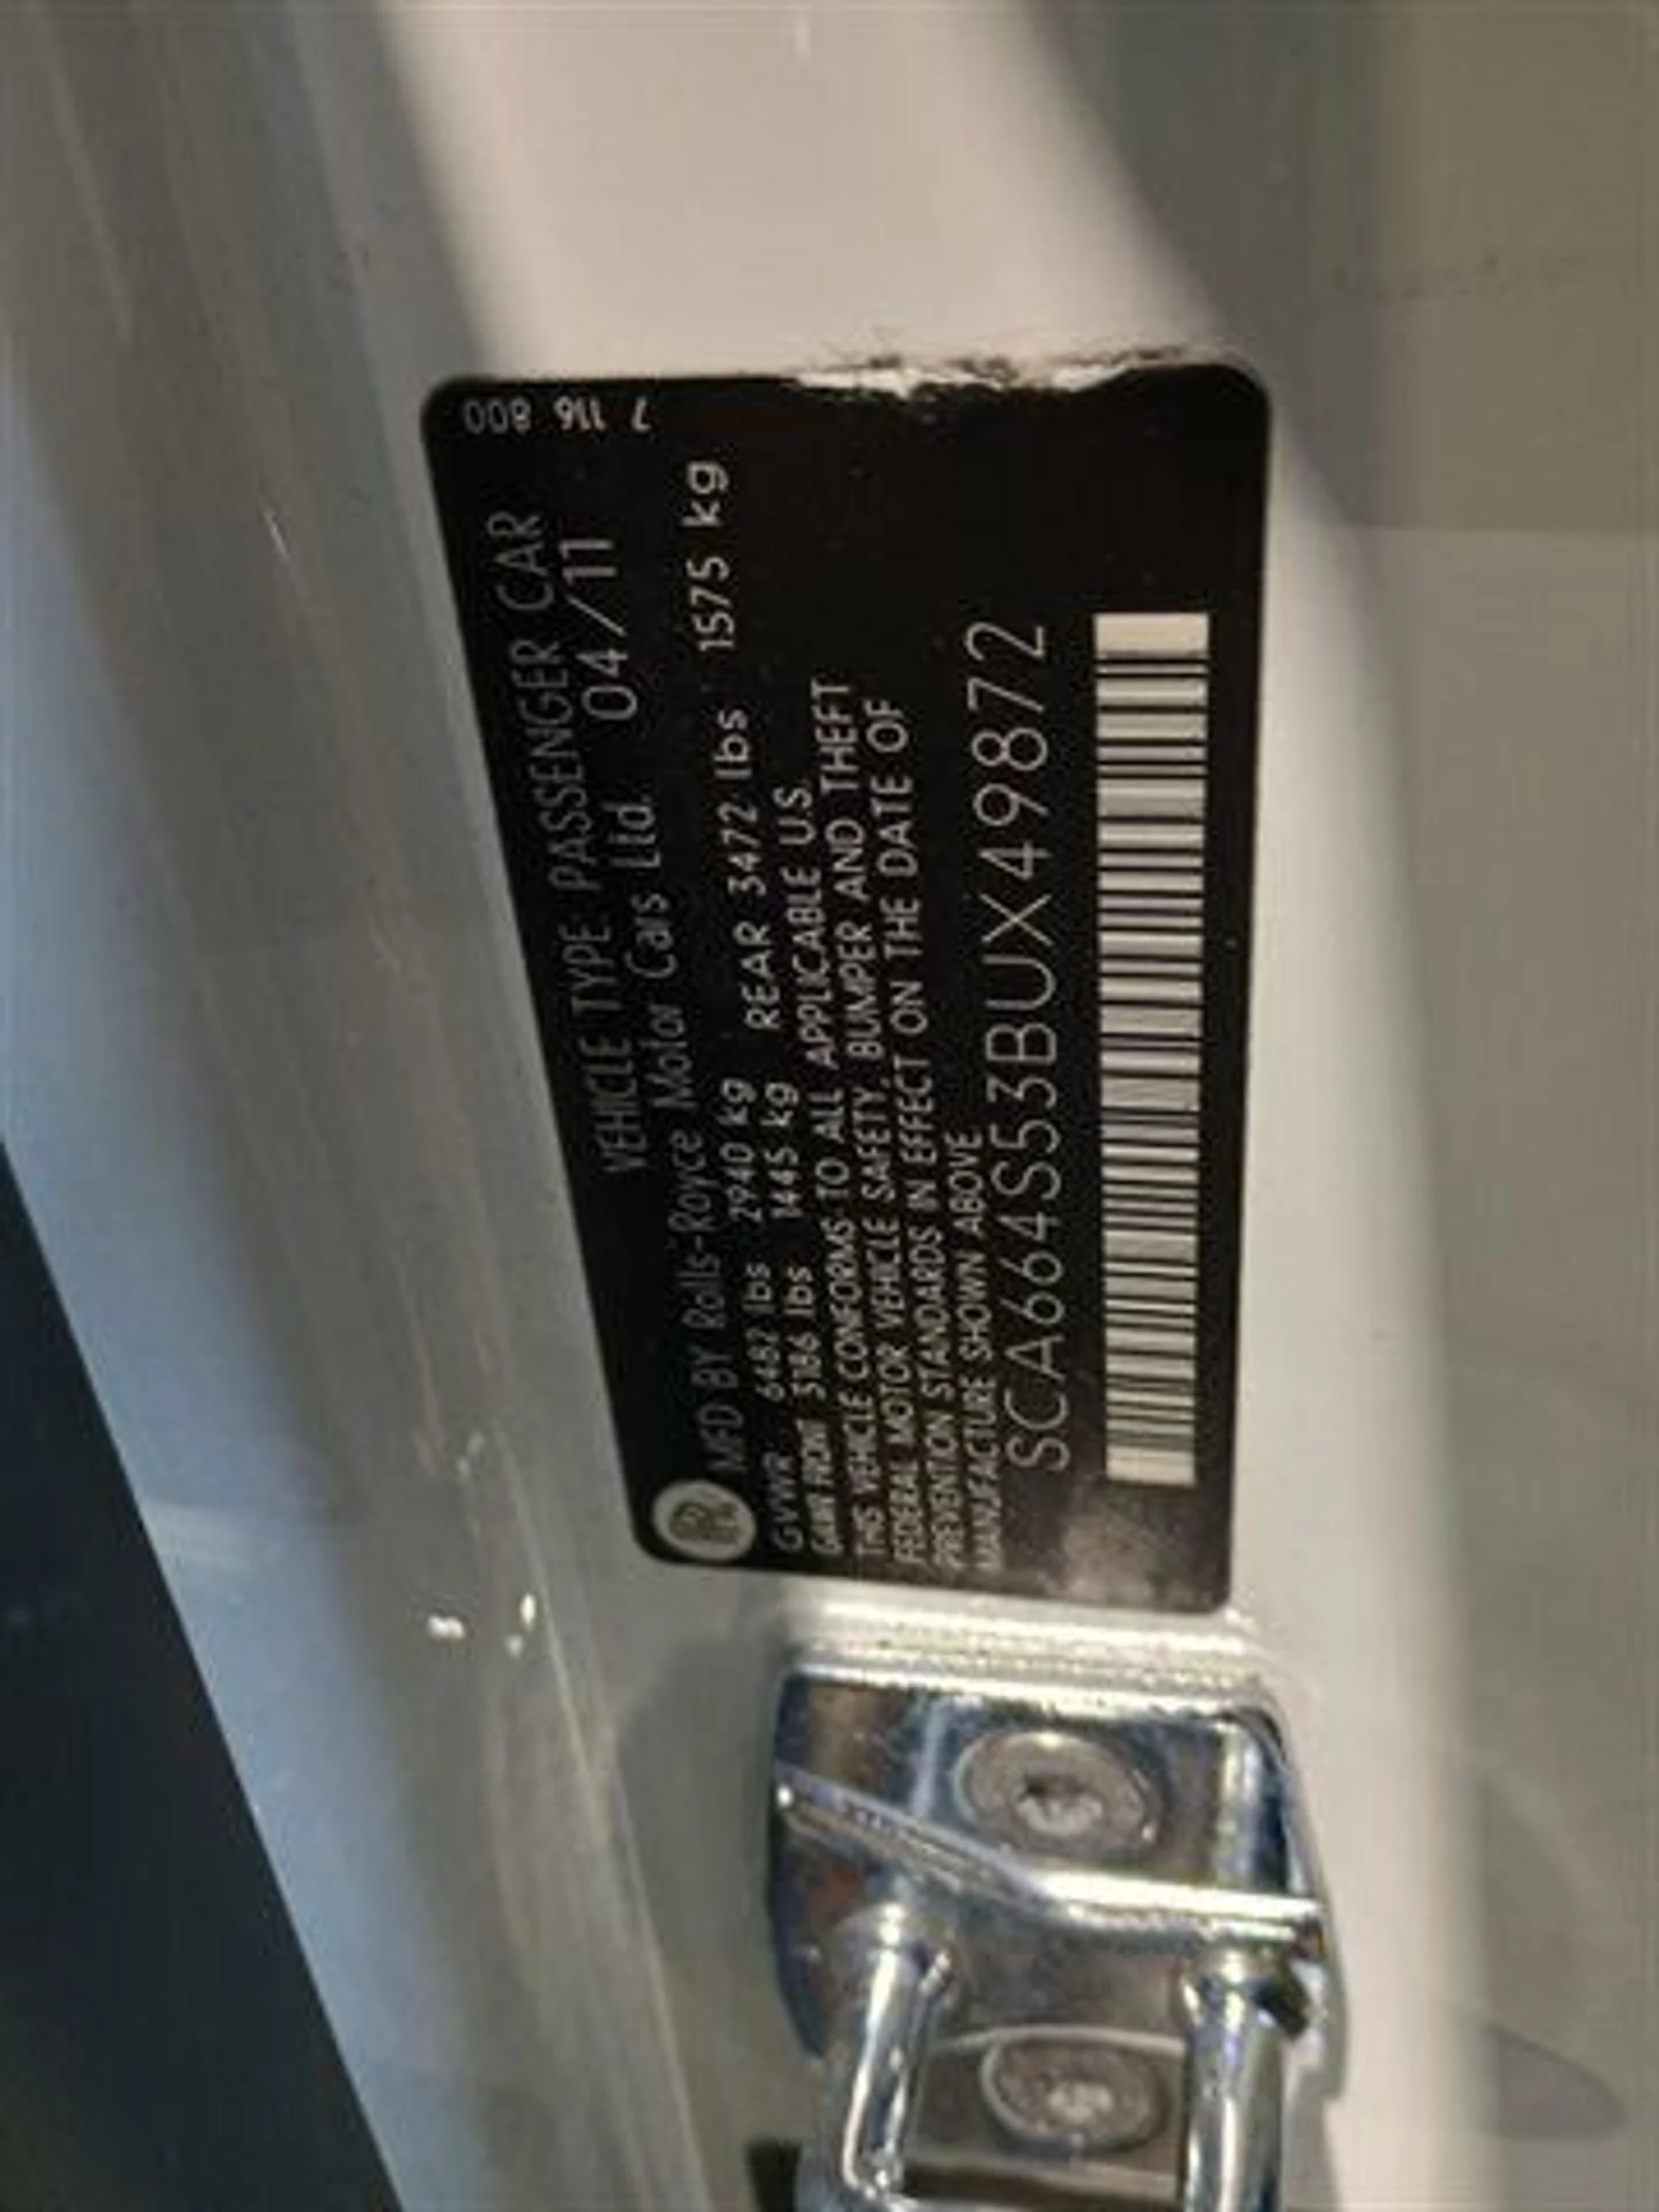 VEHICLE TYPE: PASSENGER CAR
MFD BY Rolls-Royce Motor Cars Ltd. 04/11
GVWR 6482 lbs 2940 kg
GAWR FRONT 3186 lbs 1445 kg REAR 3472 lbs 1575 kg
THIS VEHICLE CONFORMS TO ALL APPLICABLE U.S.
FEDERAL MOTOR VEHICLE SAFETY, BUMPER AND THEFT
PREVENTION STANDARDS IN EFFECT ON THE DATE OF
MANUFACTURE SHOWN ABOVE
SCA664S53BUX49872
7 116 800
RR